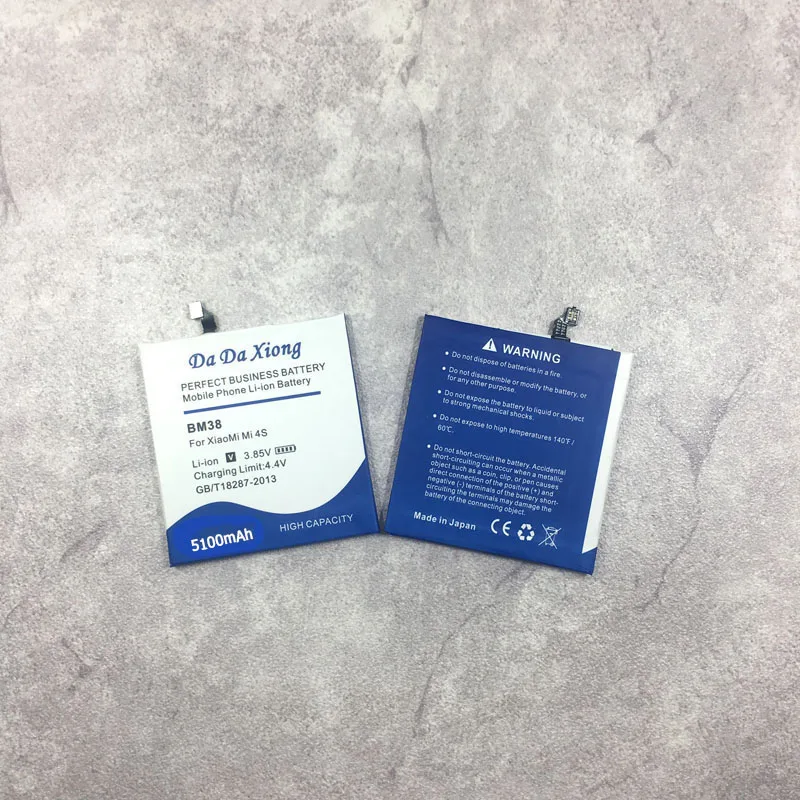 Da Da Xiong
PERFECT BUSINESS BATTERY
Mobile Phone Li-ion Battery
BM38
For XiaoMi Mi 4S
Li-ion V 3.85V
Charging Limit:4.4V
GB/T18287-2013
HIGH CAPACITY
5100mAh
WARNING
• Do not dispose of batteries in a fire.
• Do not disassemble or modify the battery, or
for any other purpose.
• Do not expose the battery to liquid or subject
to strong mechanical shocks.
• Do not expose to high temperatures 140℉/
60℃.
• Do not short-circuit the battery. Accidental
short-circuiting can occur when a metallic
object such as a coin, clip, or pen causes
direct connection of the positive (+) and
negative (-) terminals of the battery short-
circuiting the terminals may damage the
battery of the connecting object.
Made in Japan CE